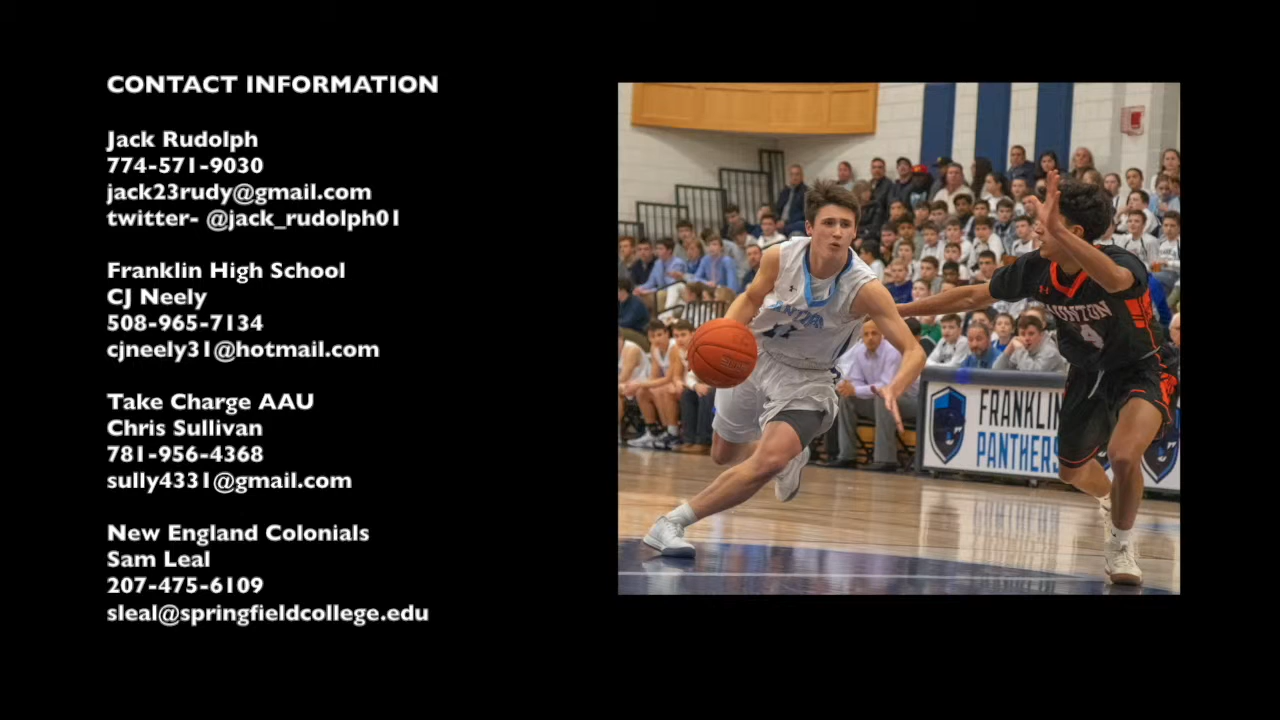 CONTACT INFORMATION
Jack Rudolph
774-571-9030
jack23rudy@gmail.com
twitter- @jack_rudolph01
Franklin High School
CJ Neely
508-965-7134
cjneely31@hotmail.com
Take Charge AAU
Chris Sullivan
781-956-4368
sully4331@gmail.com
New England Colonials
Sam Leal
207-475-6109
sleal@springfieldcollege.edu
4
FRANKLIN
PANTHERS